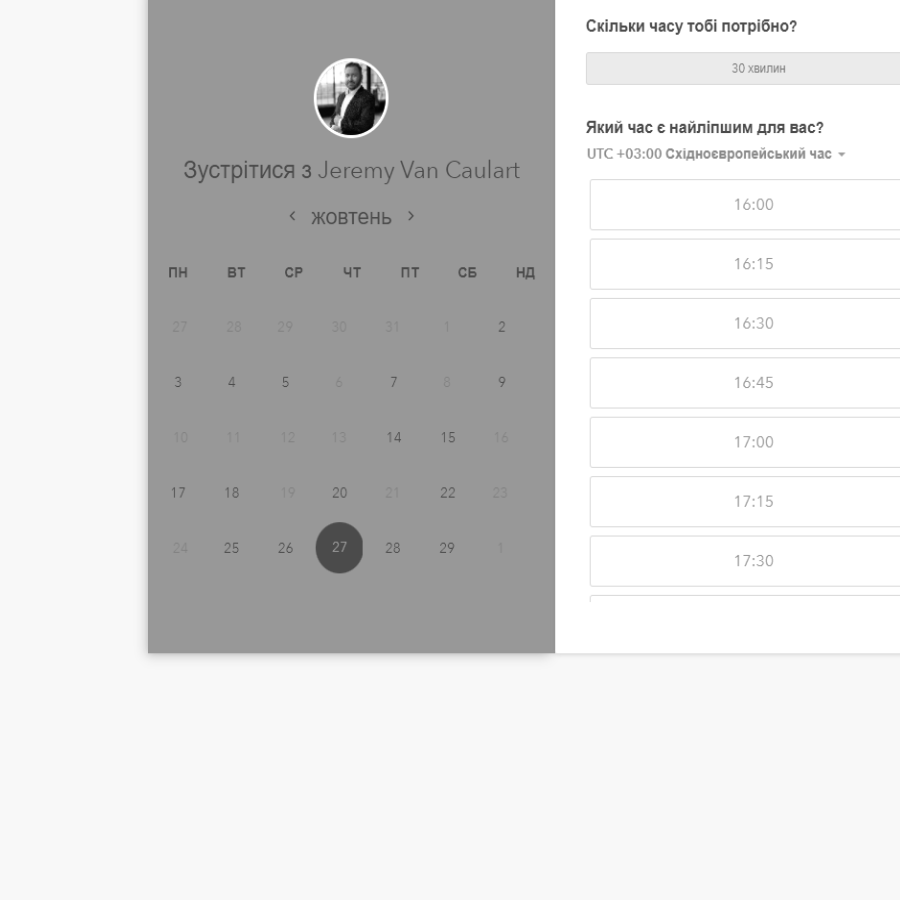 Зустрітися з Jeremy Van Caulart
‹ жовтень ›
ПН ВТ СР ЧТ ПТ СБ НД
27 28 29 30 31 1 2
3 4 5 6 7 8 9
10 11 12 13 14 15 16
17 18 19 20 21 22 23
24 25 26 27 28 29 1
Скільки часу тобі потрібно?
30 хвилин
Який час є найліпшим для вас?
UTC +03:00 Східноєвропейський час
16:00
16:15
16:30
16:45
17:00
17:15
17:30